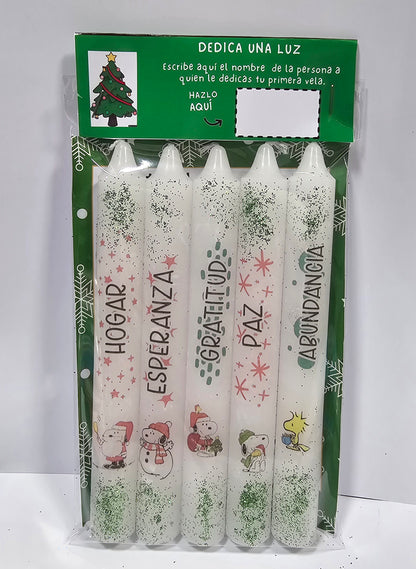 DEDICA UNA LUZ
Escribe aquí el nombre de la persona a
quien le dedicas tu primera vela.
HAZLO
AQUÍ
HOGAR
ESPERANZA
GRATITUD
PAZ
ABUNDANCIA